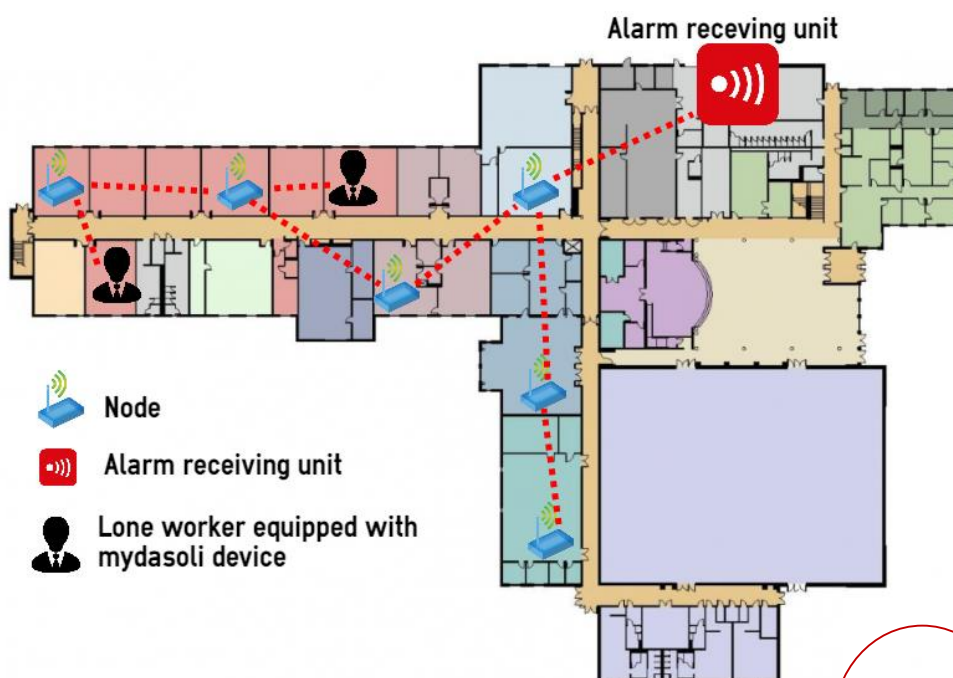 Alarm receving unit
Node
Alarm receiving unit
Lone worker equipped with
mydasoli device